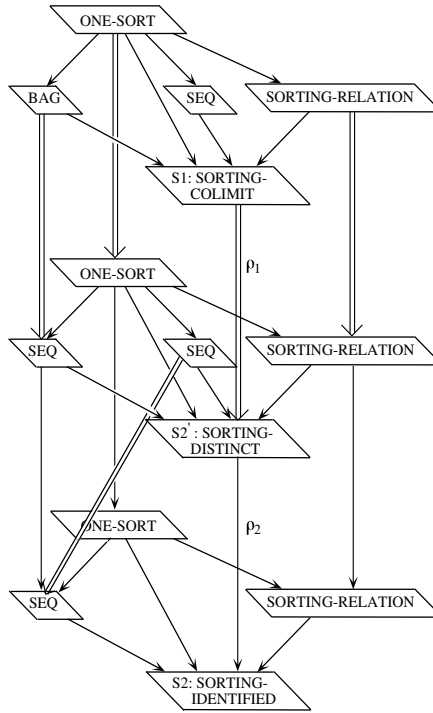 ONE-SORT
BAG
SEQ
SORTING-RELATION
S1: SORTING-
COLIMIT
ρ1
ONE-SORT
SEQ
SEQ
SORTING-RELATION
S2': SORTING-
DISTINCT
ρ2
ONE-SORT
SEQ
SORTING-RELATION
S2: SORTING-
IDENTIFIED